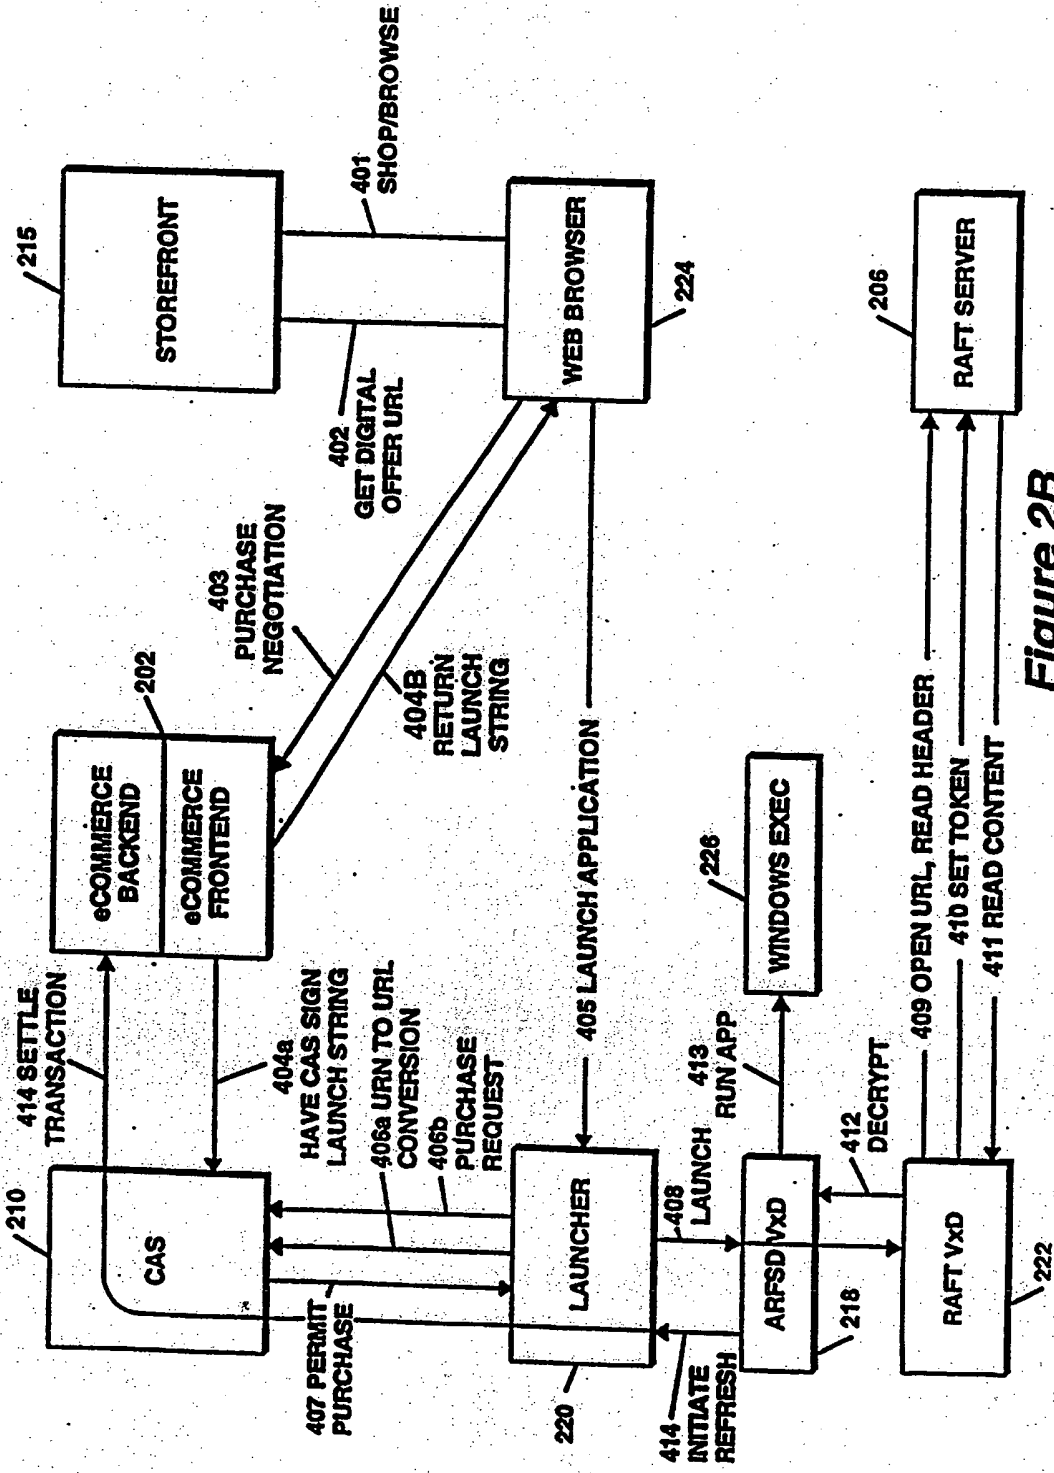 215
STOREFRONT
401
SHOP/BROWSE
402
GET DIGITAL
OFFER URL
WEB BROWSER
224
403
PURCHASE
NEGOTIATION
404B
RETURN
LAUNCH
STRING
202
eCOMMERCE
BACKEND
eCOMMERCE
FRONTEND
414 SETTLE
TRANSACTION
404a
HAVE CAS SIGN
LAUNCH STRING
406a URN TO URL
CONVERSION
406b
PURCHASE
REQUEST
405 LAUNCH APPLICATION
210
CAS
407 PERMIT
PURCHASE
LAUNCHER
220
408
LAUNCH
414
INITIATE
REFRESH
ARFSD VxD
218
413
RUN APP
226
WINDOWS EXEC
412
DECRYPT
RAFT VxD
222
409 OPEN URL, READ HEADER
410 SET TOKEN
411 READ CONTENT
206
RAFT SERVER
Figure 2B